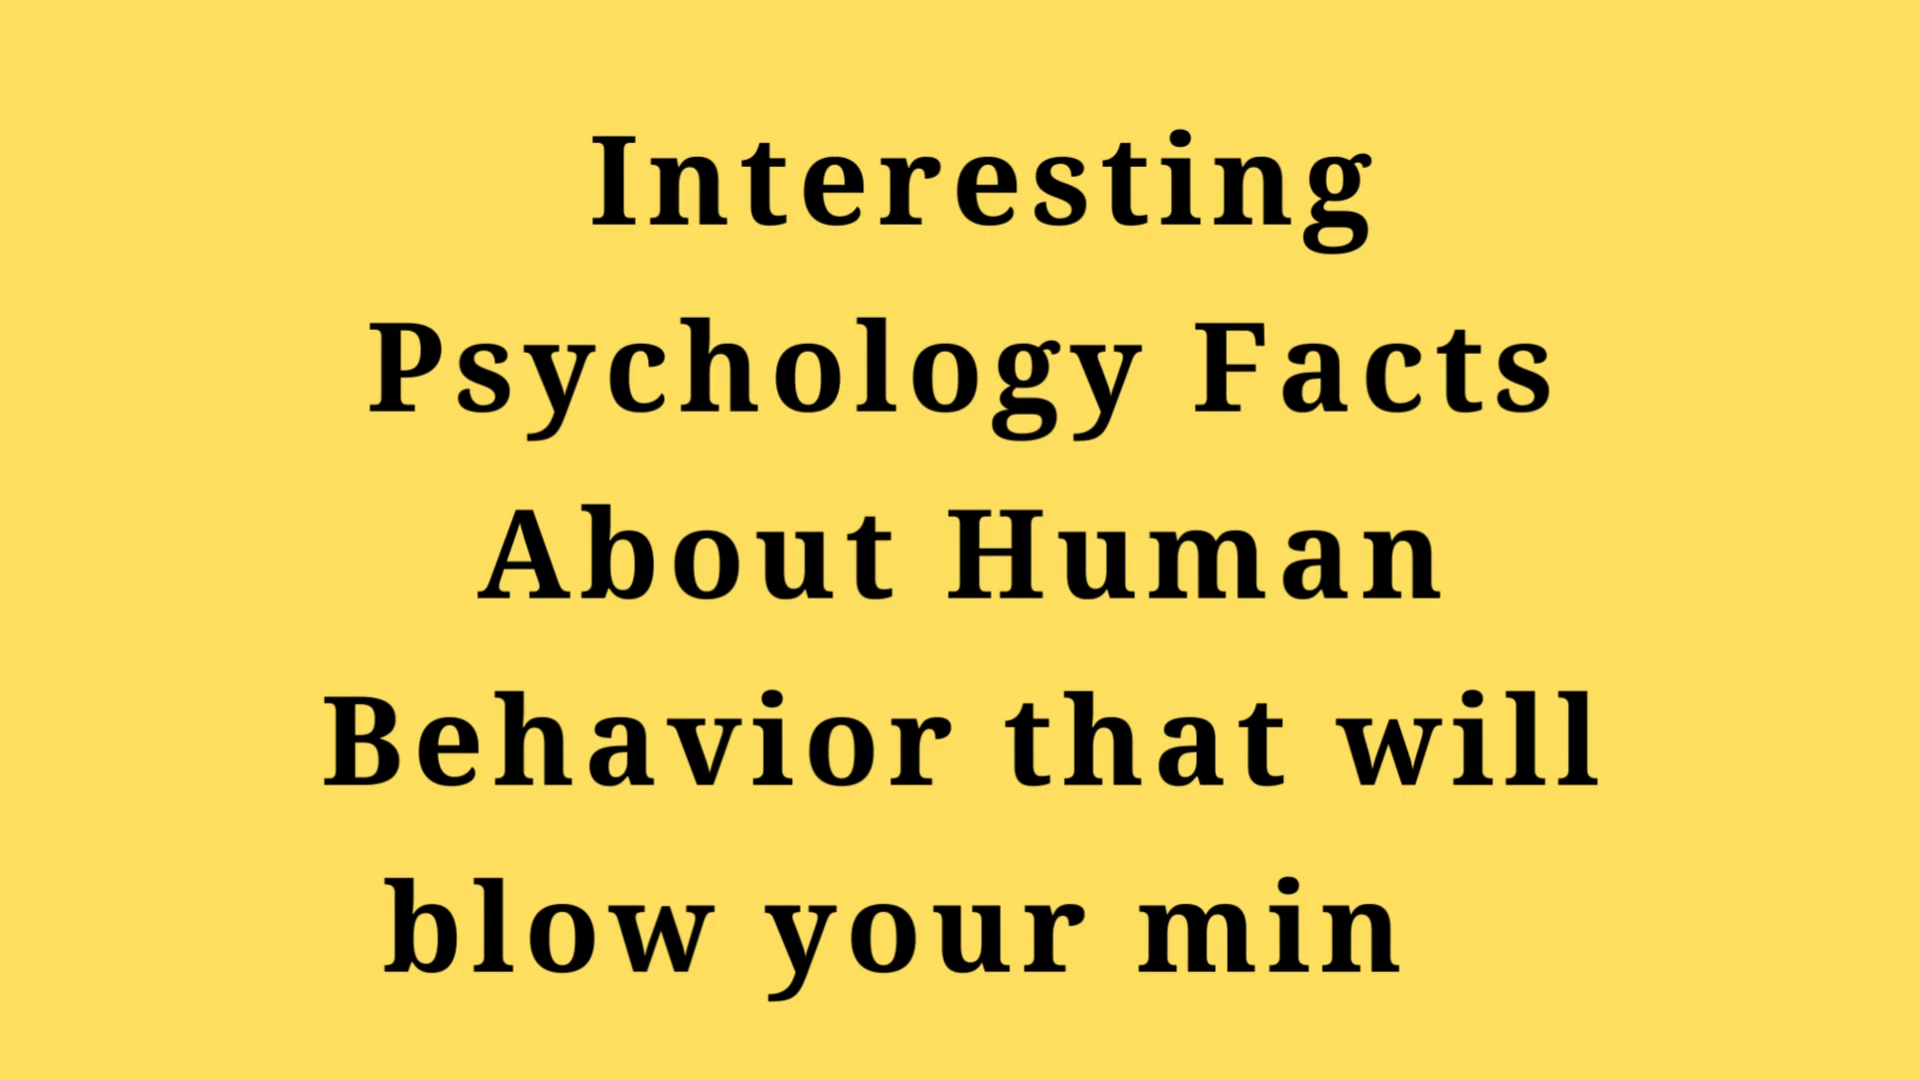 Interesting
Psychology Facts
About Human
Behavior that will
blow your min